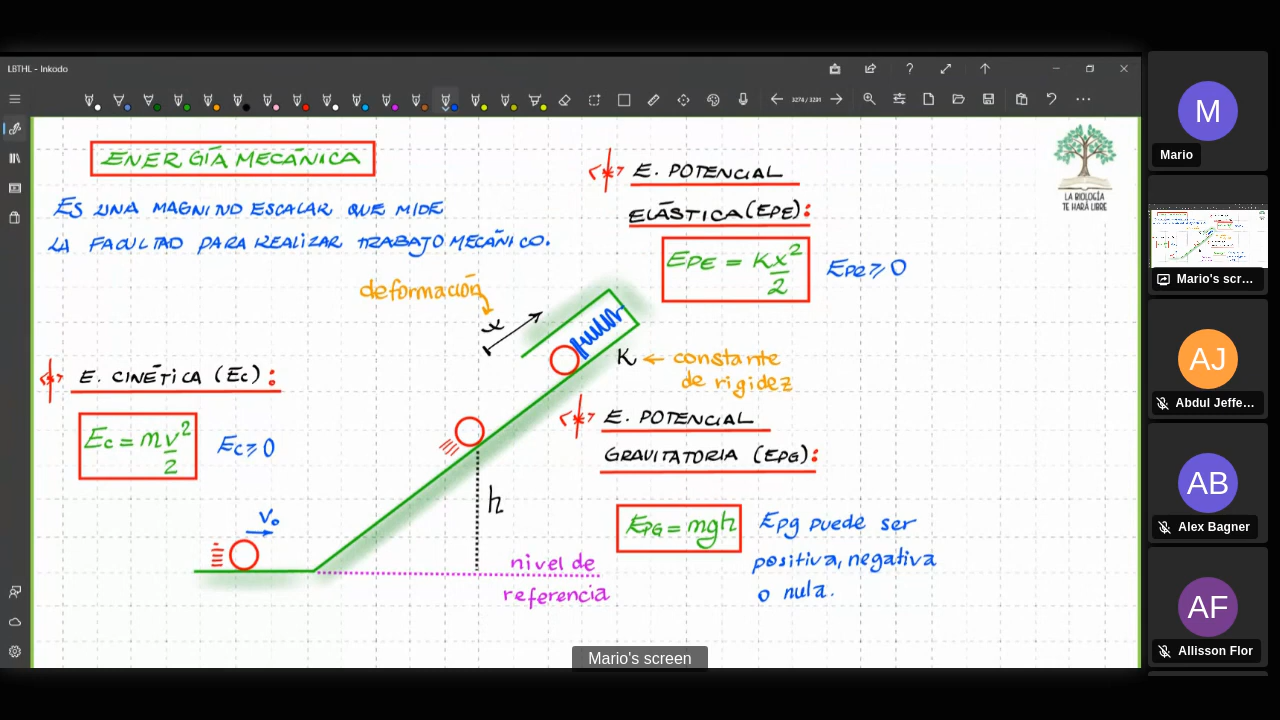 LBTHL - Inkodo
3278 / 3291
ENERGÍA MECÁNICA
ES UNA MAGNITUD ESCALAR QUE MIDE
LA FACULTAD PARA REALIZAR TRABAJO MECÁNICO.
E. POTENCIAL
ELÁSTICA (EPE):
EPE = Kx²/2
EPE ≥ 0
LA BIOLOGÍA
TE HARÁ LIBRE
deformación
x
K ← constante
de rigidez
E. CINÉTICA (Ec):
Ec = mv²/2
Ec ≥ 0
E. POTENCIAL
GRAVITATORIA (EPG):
h
V₀
EPG = mgh
Epg puede ser
positiva, negativa
o nula.
nivel de
referencia
Mario's screen
M
Mario
Mario's scr...
AJ
Abdul Jeffe...
AB
Alex Bagner
AF
Allisson Flor